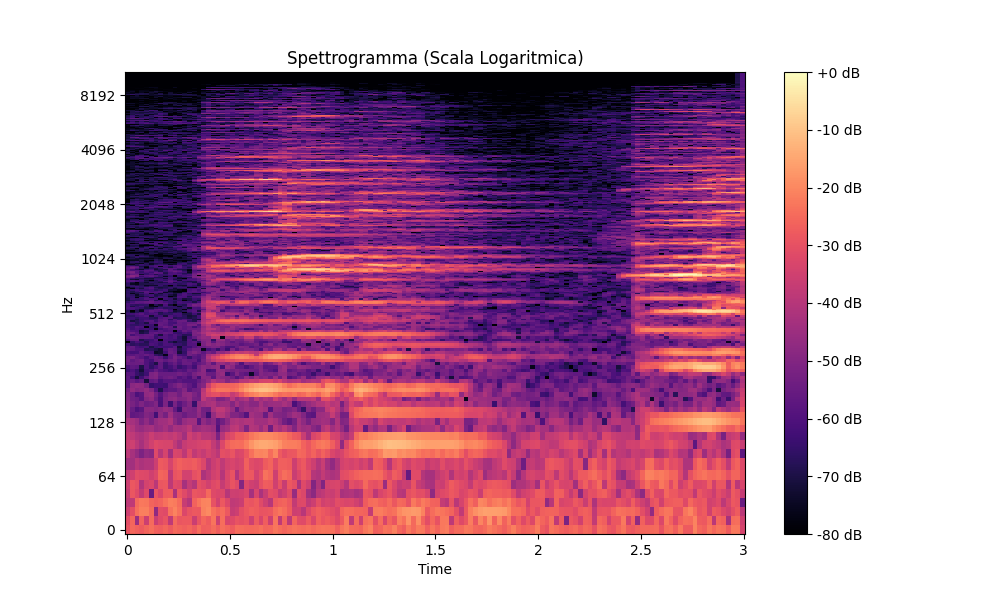 Spettrogramma (Scala Logaritmica)
Hz
8192
4096
2048
1024
512
256
128
64
0
0
0.5
1
1.5
2
2.5
3
Time
+0 dB
-10 dB
-20 dB
-30 dB
-40 dB
-50 dB
-60 dB
-70 dB
-80 dB